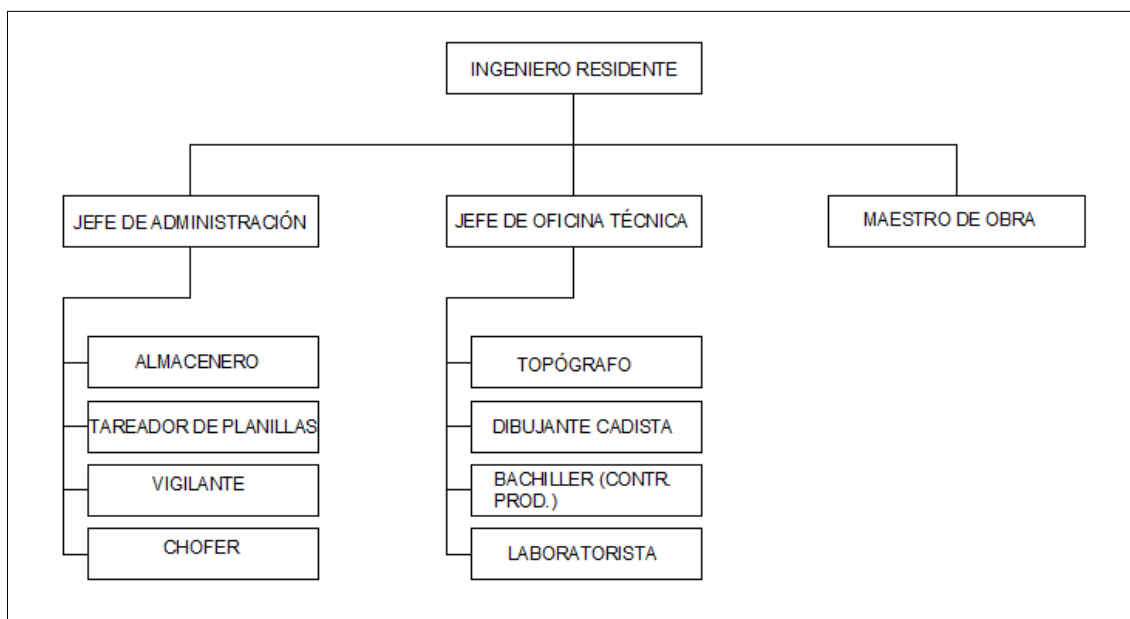 INGENIERO RESIDENTE
JEFE DE ADMINISTRACIÓN
JEFE DE OFICINA TÉCNICA
MAESTRO DE OBRA
ALMACENERO
TAREADOR DE PLANILLAS
VIGILANTE
CHOFER
TOPÓGRAFO
DIBUJANTE CADISTA
BACHILLER (CONTR.
PROD.)
LABORATORISTA